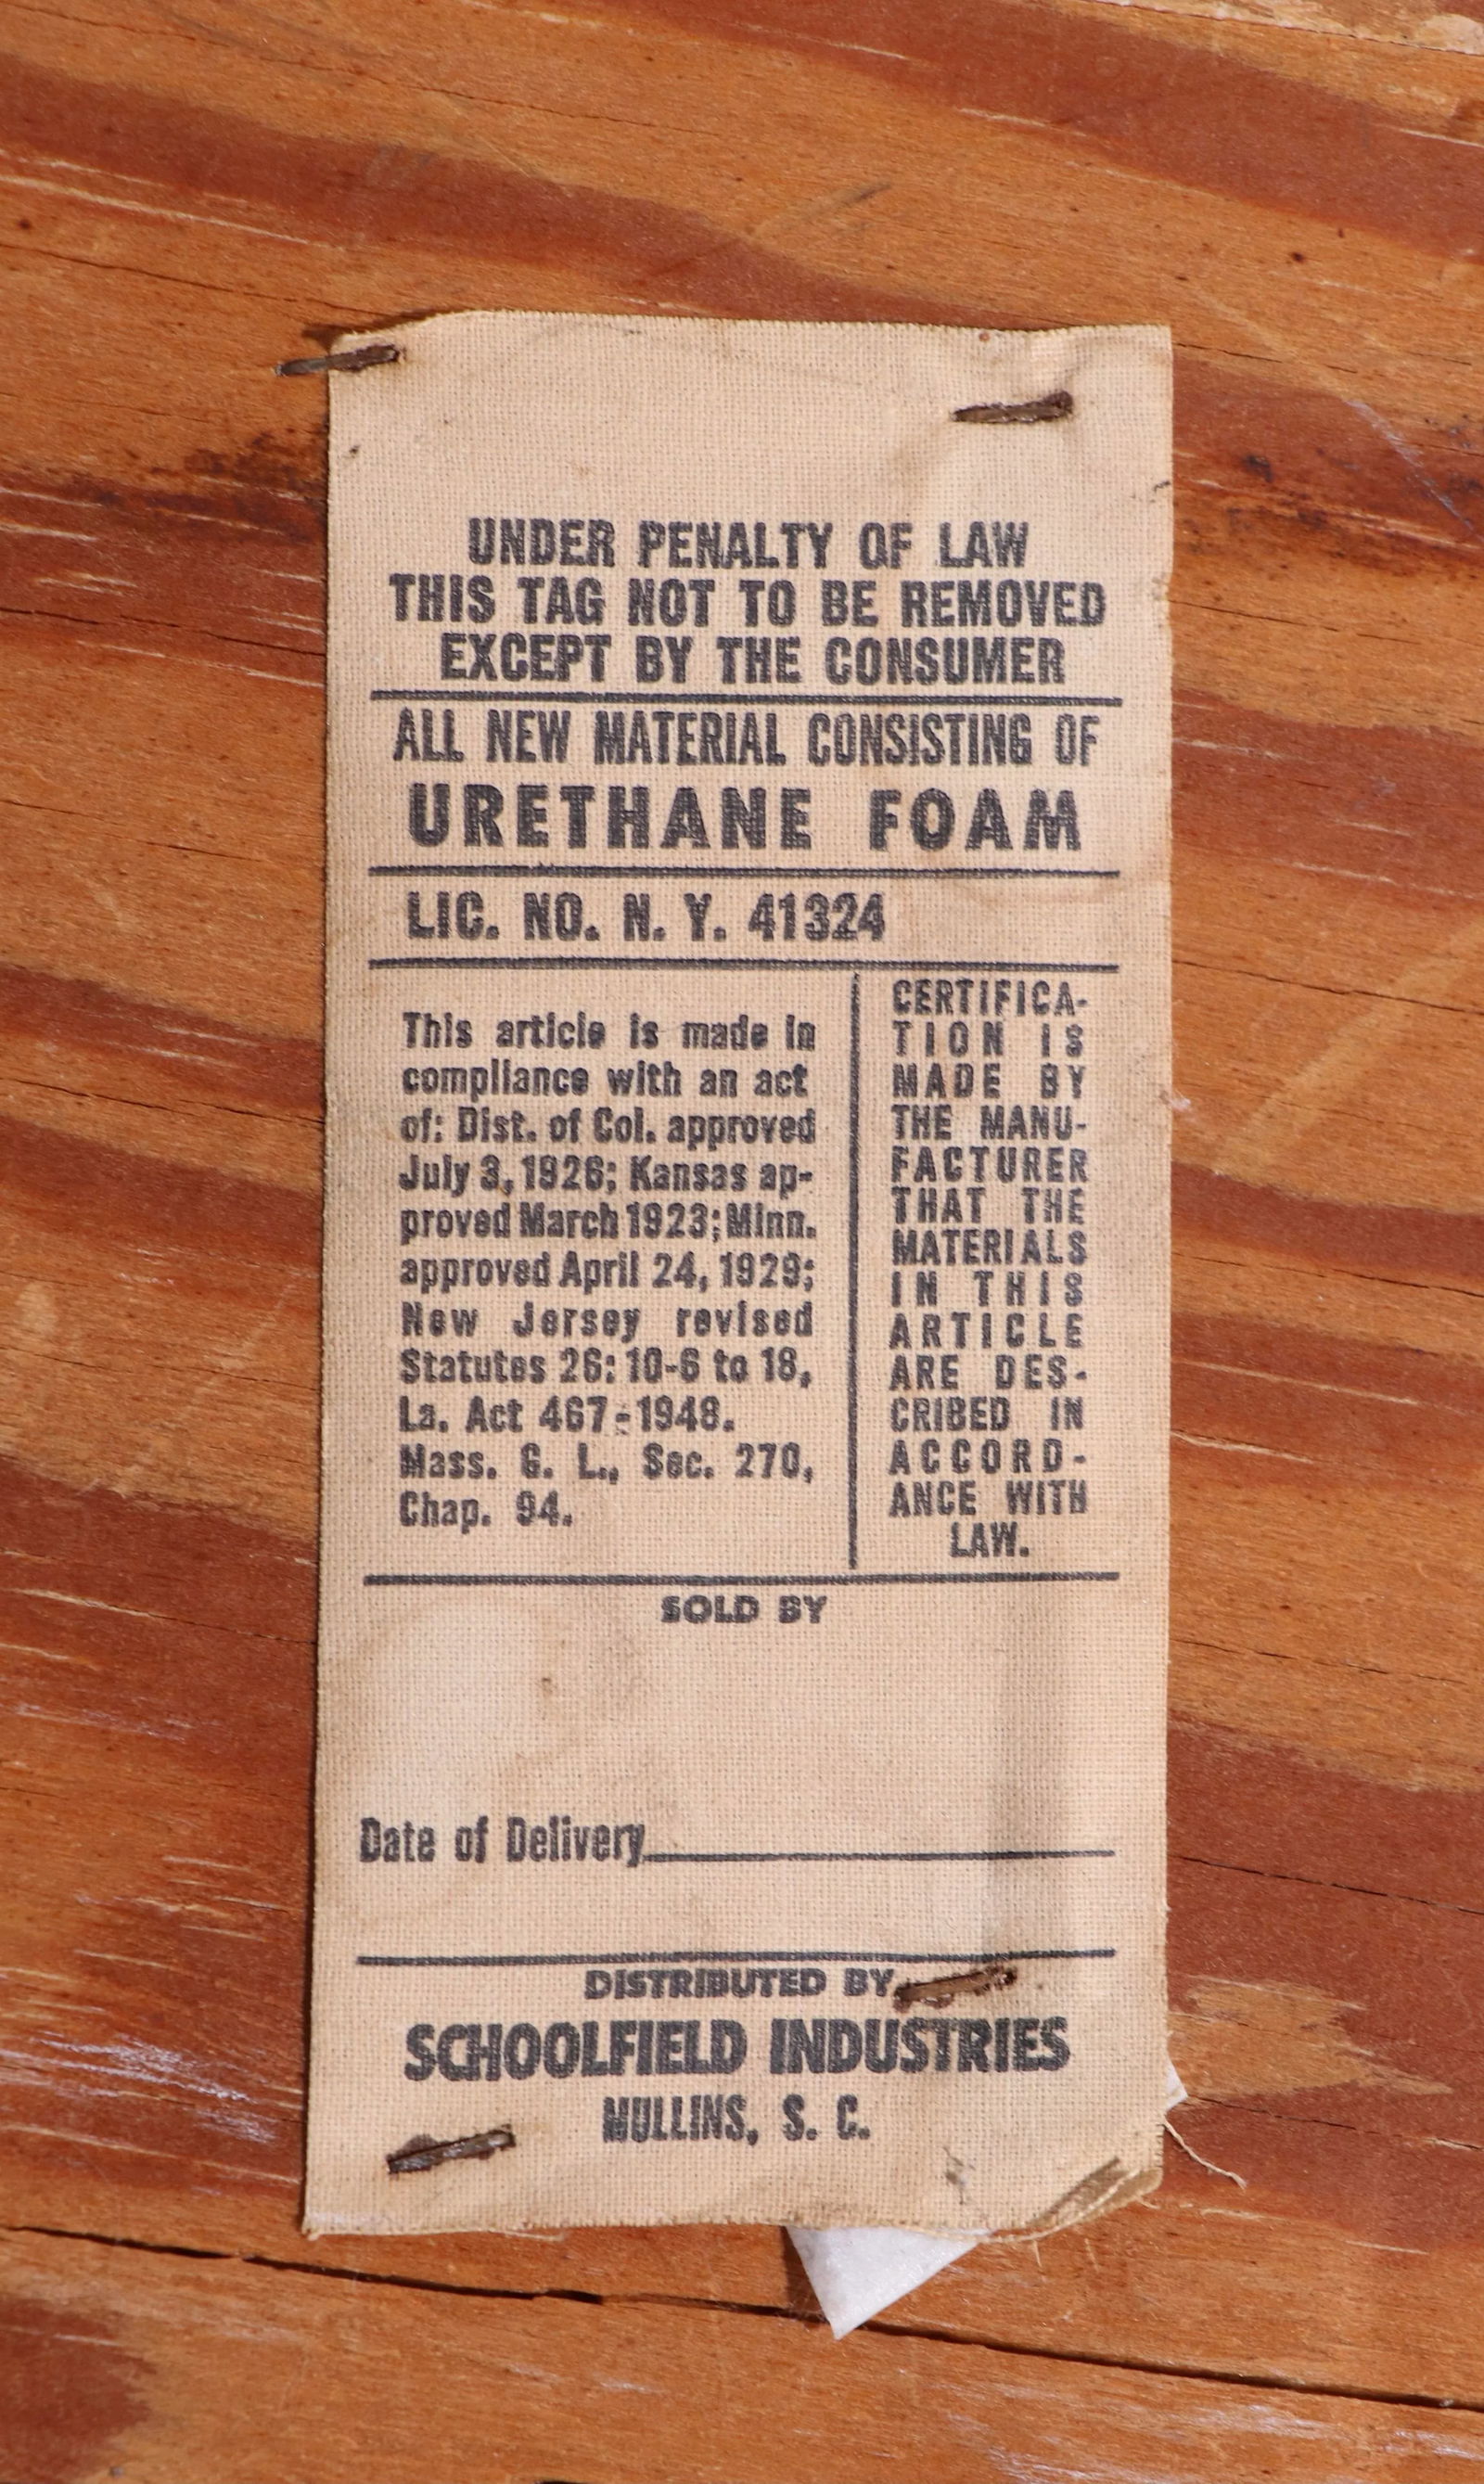 UNDER PENALTY OF LAW
THIS TAG NOT TO BE REMOVED
EXCEPT BY THE CONSUMER
ALL NEW MATERIAL CONSISTING OF
URETHANE FOAM
LIC. NO. N. Y. 41324
This article is made in
compliance with an act
of: Dist. of Col. approved
July 3, 1926; Kansas ap-
proved March 1923; Minn.
approved April 24, 1929;
New Jersey revised
Statutes 26: 10-6 to 18,
La. Act 467-1948.
Mass. G. L., Sec. 270,
Chap. 94.
CERTIFICA-
TION IS
MADE BY
THE MANU-
FACTURER
THAT THE
MATERIALS
IN THIS
ARTICLE
ARE DES-
CRIBED IN
ACCORD-
ANCE WITH
LAW.
SOLD BY
Date of Delivery
DISTRIBUTED BY
SCHOOLFIELD INDUSTRIES
MULLINS, S. C.